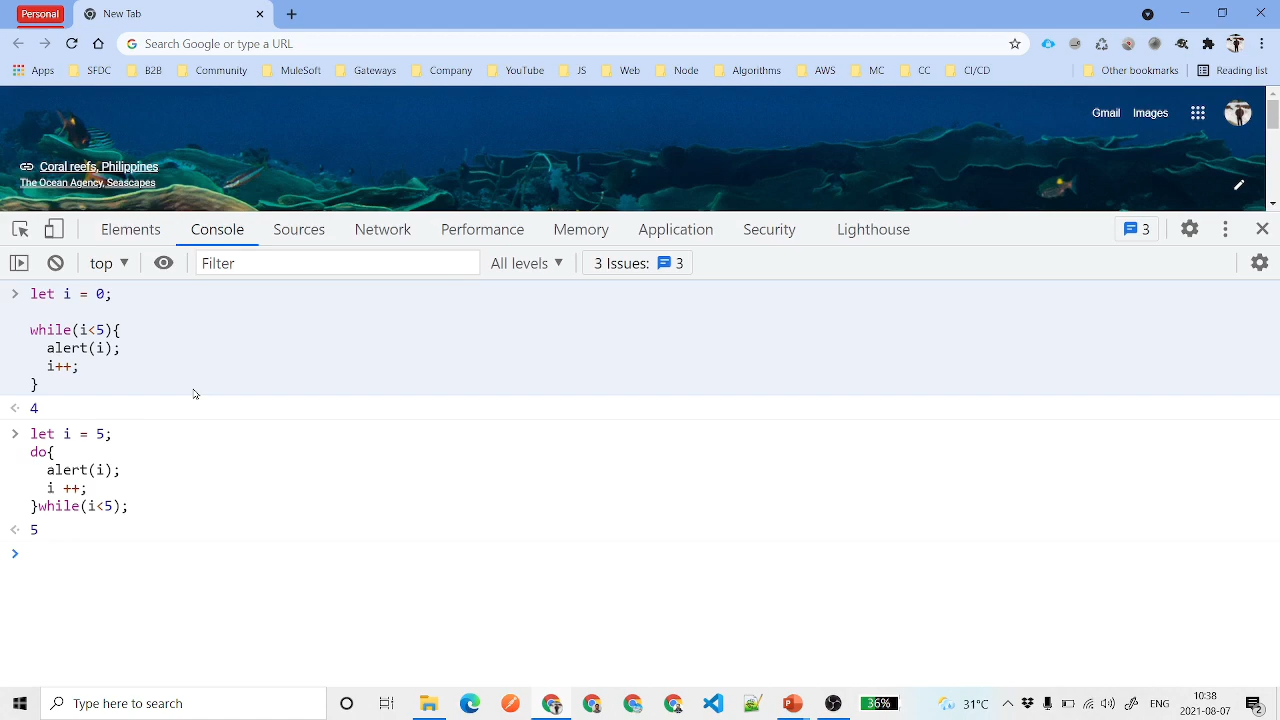 Personal
New Tab
Search Google or type a URL
Apps SFDC B2B Community MuleSoft Gateways Company YouTube JS Web Node Algorithms AWS MC CC CI/CD Other bookmarks Reading list
Gmail Images
Coral reefs, Philippines
The Ocean Agency, Seascapes
Elements Console Sources Network Performance Memory Application Security Lighthouse 3
top Filter All levels 3 Issues: 3
let i = 0;
while(i<5){
alert(i);
i++;
}
4
let i = 5;
do{
alert(i);
i ++;
}while(i<5);
5
Type here to search
36%
31°C
ENG
10:38
2021-08-07
2